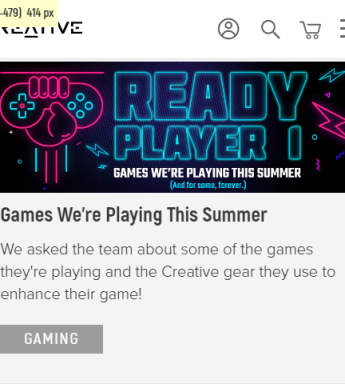 -479) 414 px
CREATIVE
READY
PLAYER 1
GAMES WE'RE PLAYING THIS SUMMER
(And for some, forever.)
Games We're Playing This Summer
We asked the team about some of the games
they're playing and the Creative gear they use to
enhance their game!
GAMING